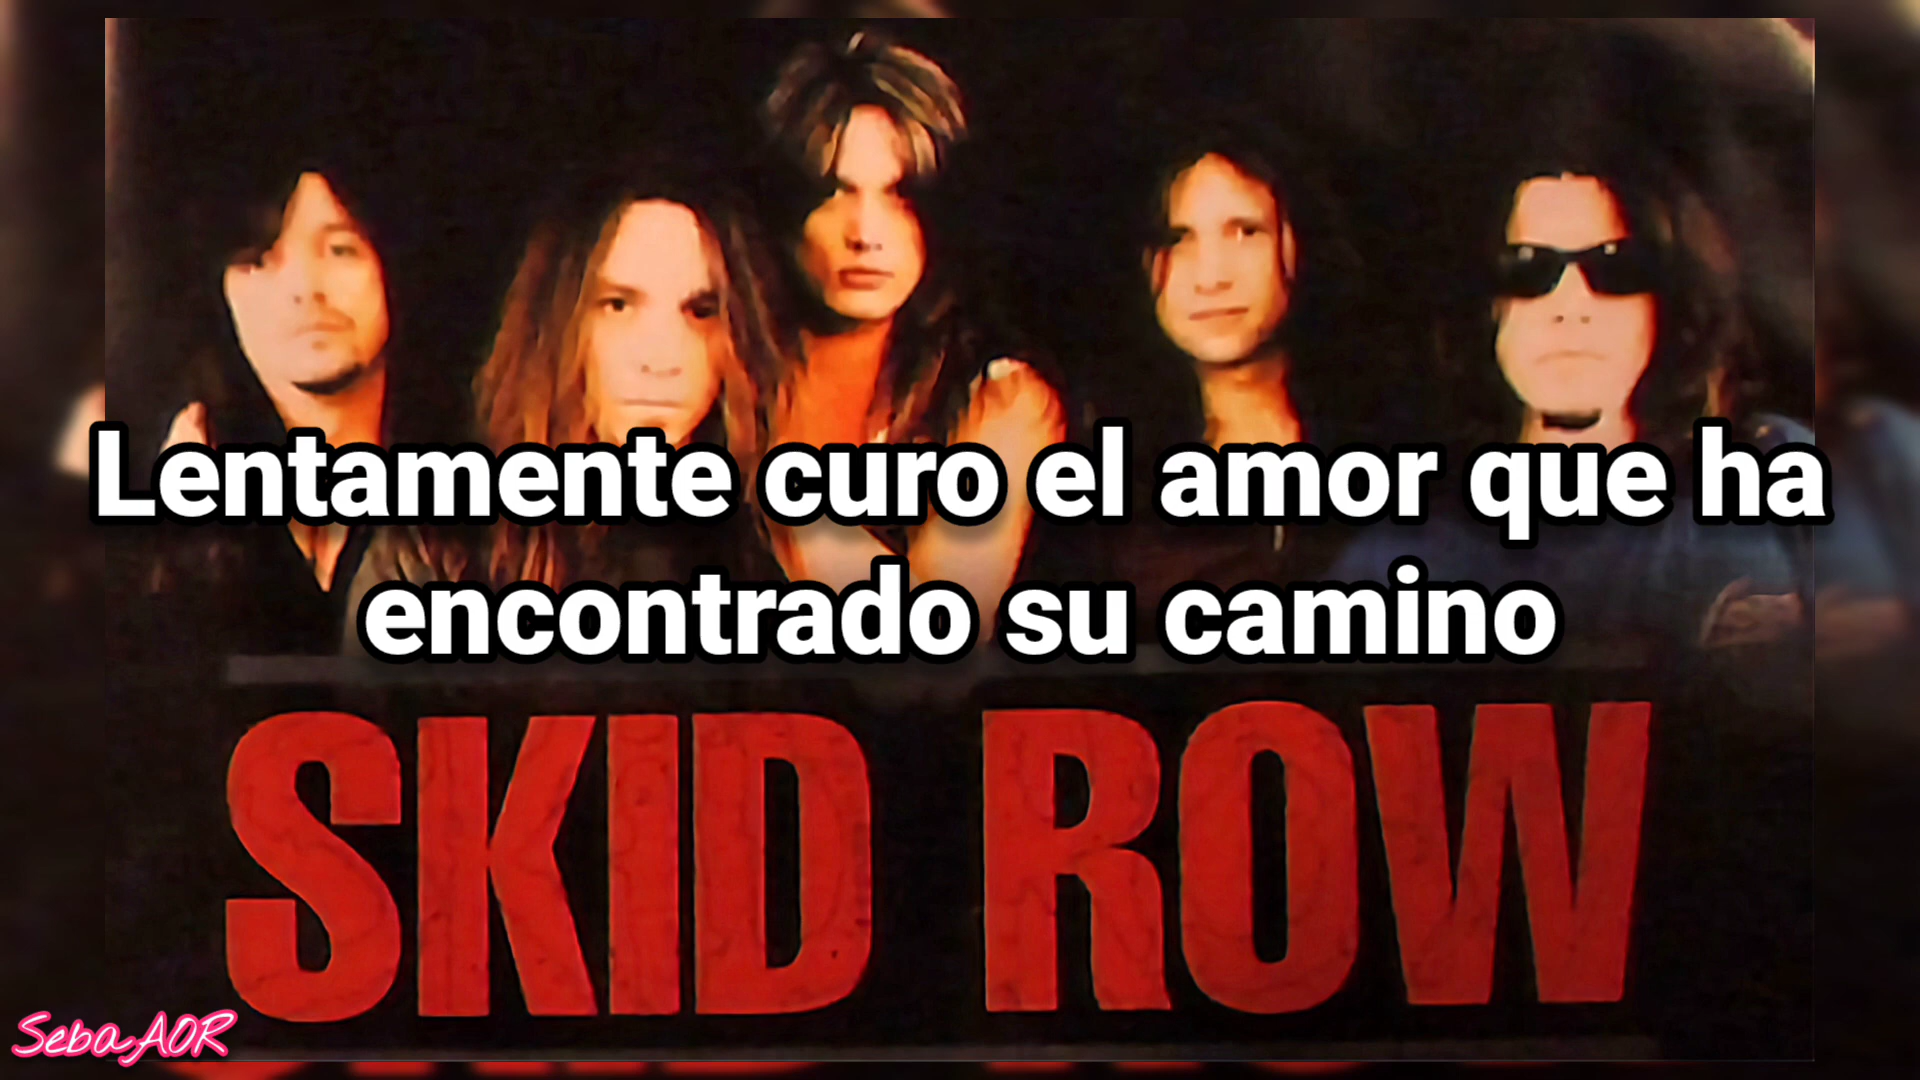 Lentamente curo el amor que ha
encontrado su camino
SKID ROW
Seba AOR